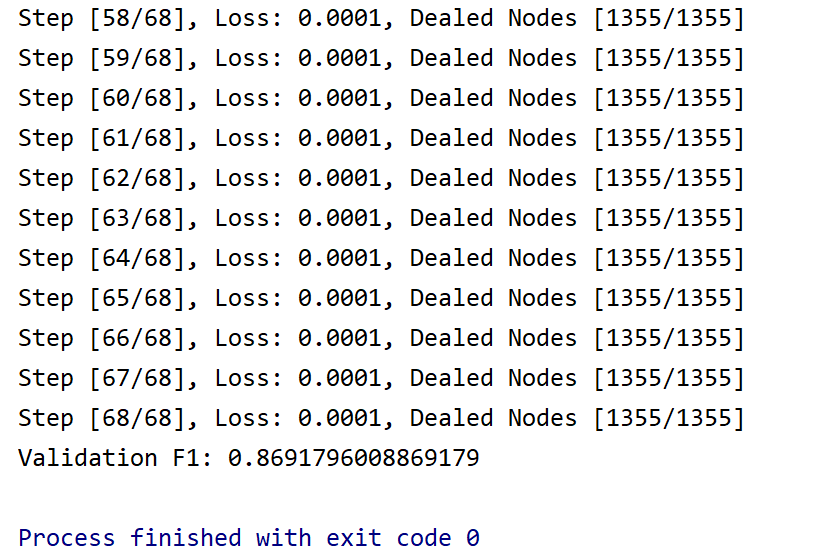 Step [58/68], Loss: 0.0001, Dealed Nodes [1355/1355]
Step [59/68], Loss: 0.0001, Dealed Nodes [1355/1355]
Step [60/68], Loss: 0.0001, Dealed Nodes [1355/1355]
Step [61/68], Loss: 0.0001, Dealed Nodes [1355/1355]
Step [62/68], Loss: 0.0001, Dealed Nodes [1355/1355]
Step [63/68], Loss: 0.0001, Dealed Nodes [1355/1355]
Step [64/68], Loss: 0.0001, Dealed Nodes [1355/1355]
Step [65/68], Loss: 0.0001, Dealed Nodes [1355/1355]
Step [66/68], Loss: 0.0001, Dealed Nodes [1355/1355]
Step [67/68], Loss: 0.0001, Dealed Nodes [1355/1355]
Step [68/68], Loss: 0.0001, Dealed Nodes [1355/1355]
Validation F1: 0.8691796008869179
Process finished with exit code 0